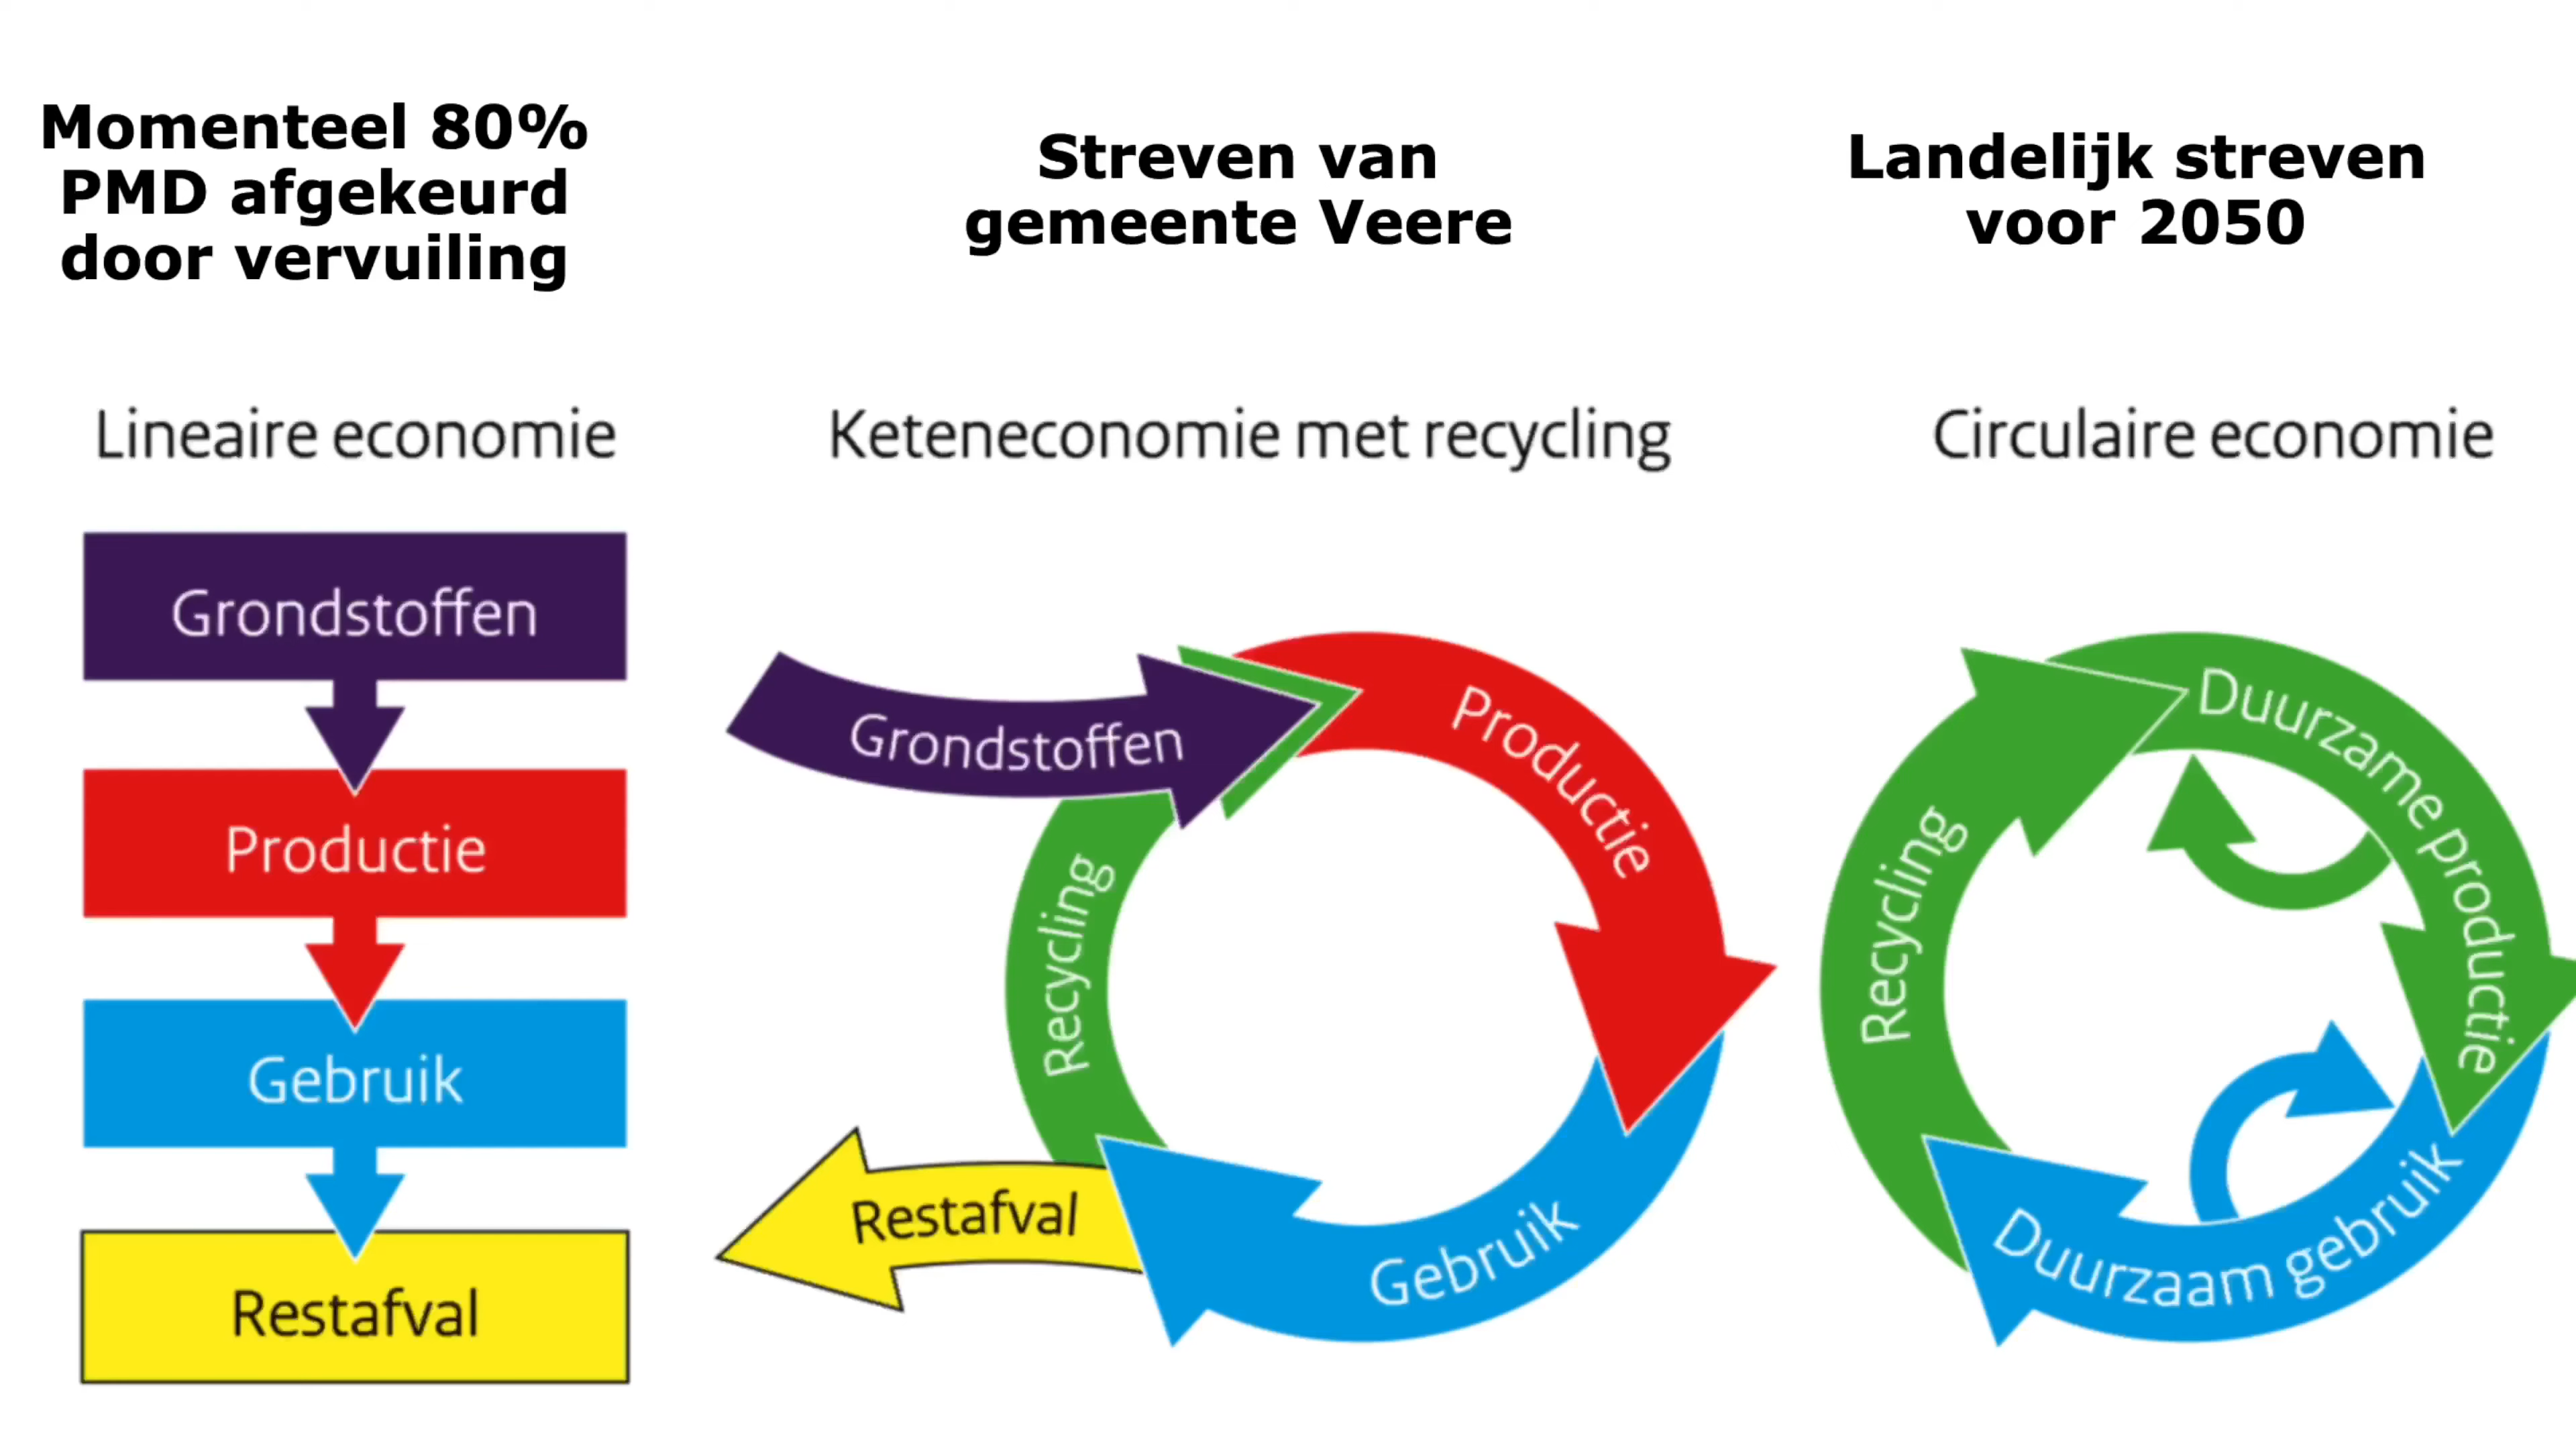 Momenteel 80%
PMD afgekeurd
door vervuiling
Lineaire economie
Grondstoffen
Productie
Gebruik
Restafval
Streven van
gemeente Veere
Keteneconomie met recycling
Grondstoffen
Productie
Recycling
Restafval
Gebruik
Landelijk streven
voor 2050
Circulaire economie
Duurzame productie
Recycling
Duurzaam gebruik